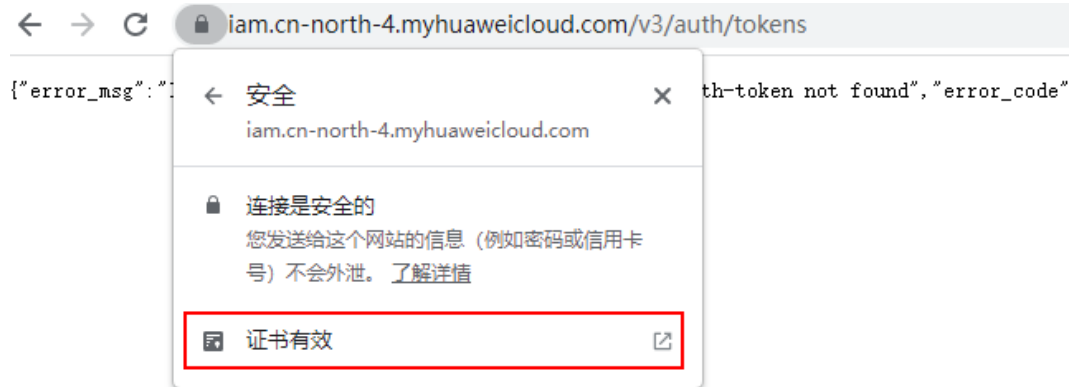 iam.cn-north-4.myhuaweicloud.com/v3/auth/tokens
{"error_msg":" th-token not found","error_code"
安全
iam.cn-north-4.myhuaweicloud.com
连接是安全的
您发送给这个网站的信息（例如密码或信用卡
号）不会外泄。 了解详情
证书有效